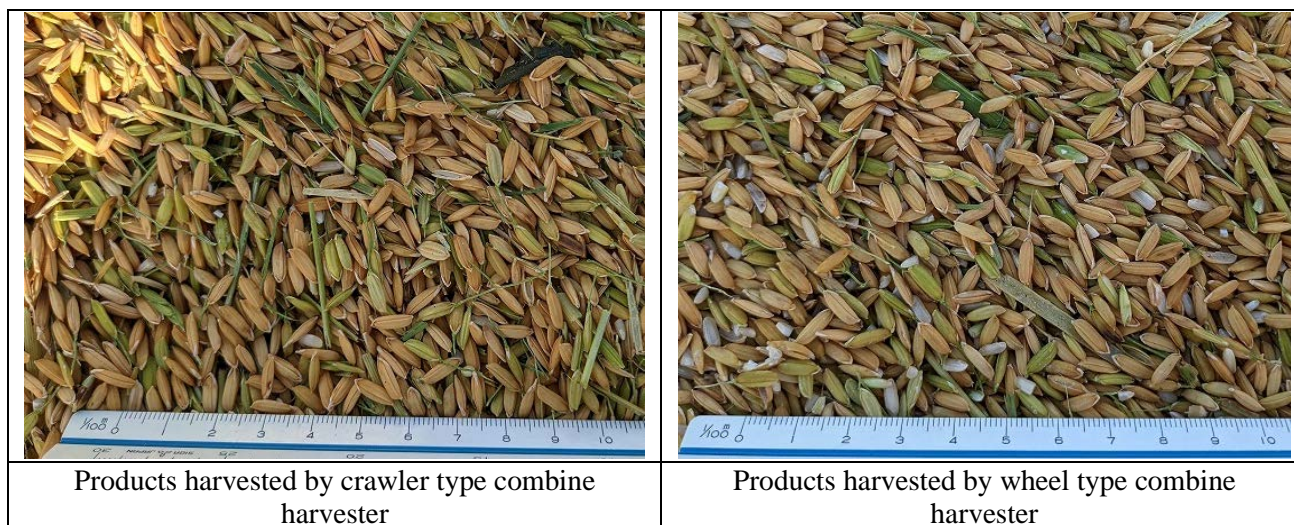 1/100 m 0 2 3 4 5 6 7 8 9 10
1/100 m 0 2 3 4 5 6 7 8 9 10
Products harvested by crawler type combine
harvester
Products harvested by wheel type combine
harvester